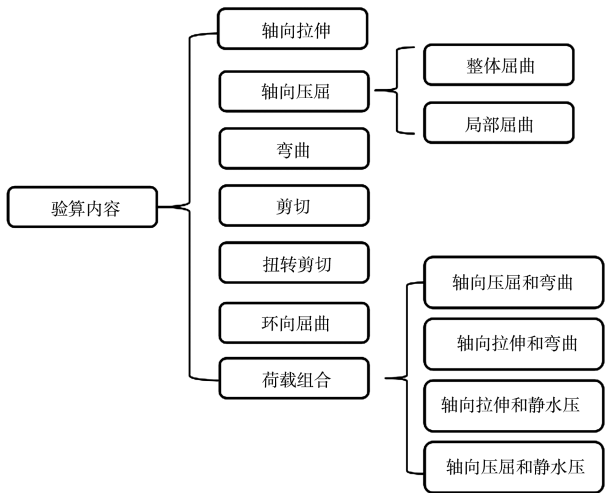 验算内容
轴向拉伸
轴向压屈
整体屈曲
局部屈曲
弯曲
剪切
扭转剪切
环向屈曲
荷载组合
轴向压屈和弯曲
轴向拉伸和弯曲
轴向拉伸和静水压
轴向压屈和静水压